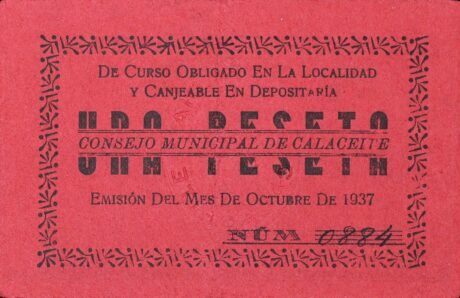 DE CURSO OBLIGADO EN LA LOCALIDAD
Y CANJEABLE EN DEPOSITARÍA
UNA PESETA
CONSEJO MUNICIPAL DE CALACEITE
EMISIÓN DEL MES DE OCTUBRE DE 1937
NÚM 0884